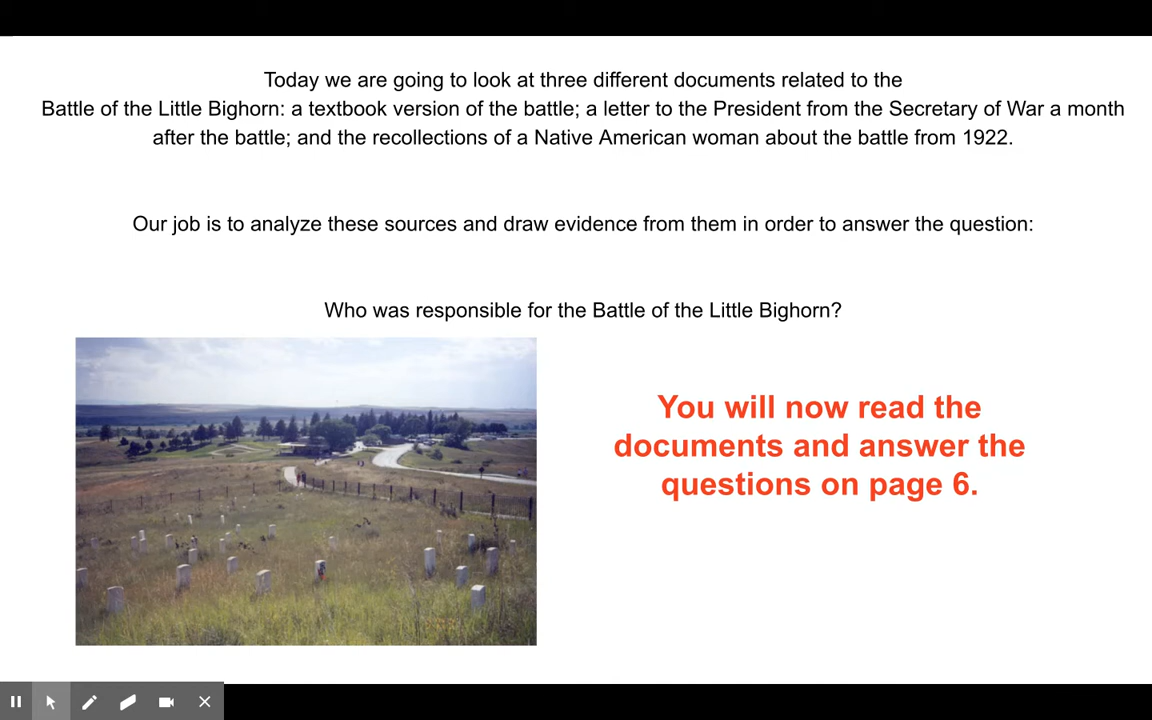 Today we are going to look at three different documents related to the
Battle of the Little Bighorn: a textbook version of the battle; a letter to the President from the Secretary of War a month
after the battle; and the recollections of a Native American woman about the battle from 1922.
Our job is to analyze these sources and draw evidence from them in order to answer the question:
Who was responsible for the Battle of the Little Bighorn?
You will now read the
documents and answer the
questions on page 6.